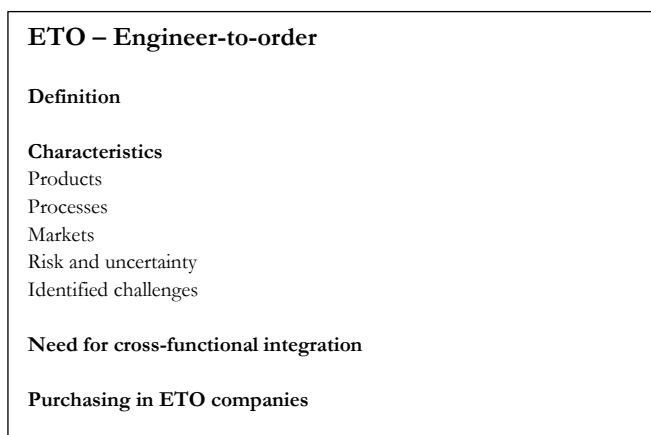 ETO – Engineer-to-order
Definition
Characteristics
Products
Processes
Markets
Risk and uncertainty
Identified challenges
Need for cross-functional integration
Purchasing in ETO companies